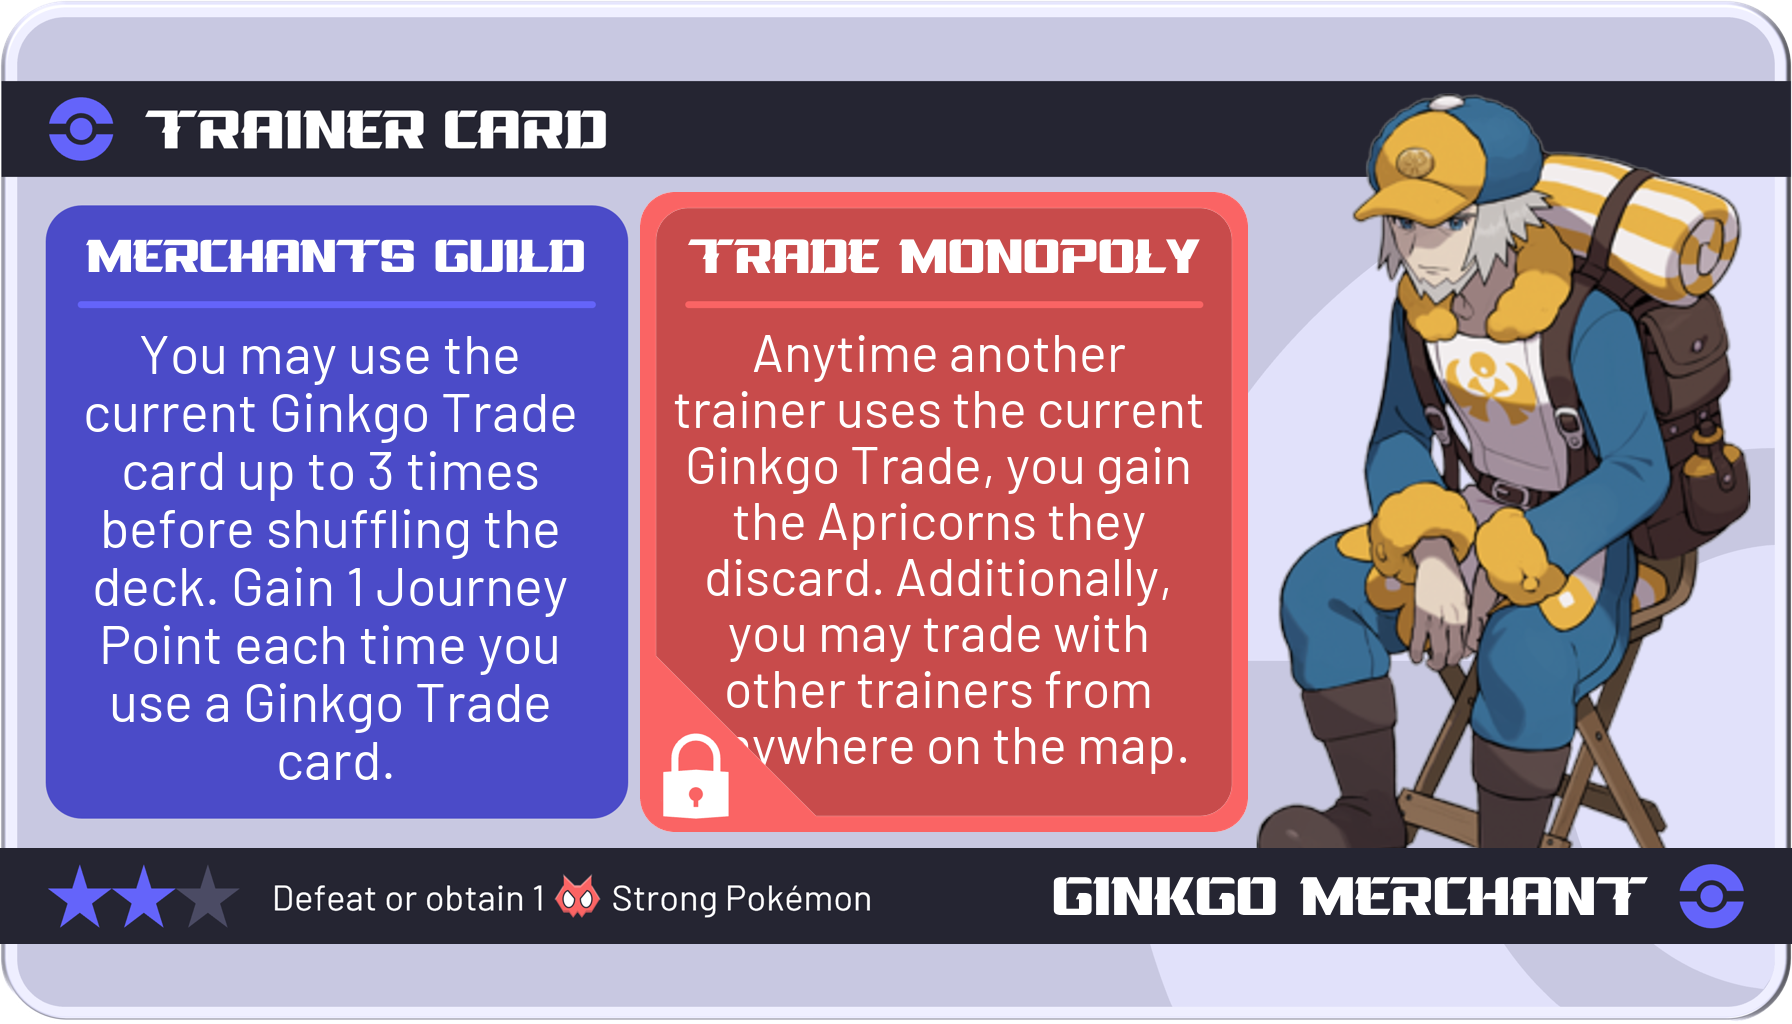 TRAINER CARD
MERCHANTS GUILD
You may use the
current Ginkgo Trade
card up to 3 times
before shuffling the
deck. Gain 1 Journey
Point each time you
use a Ginkgo Trade
card.
TRADE MONOPOLY
Anytime another
trainer uses the current
Ginkgo Trade, you gain
the Apricorns they
discard. Additionally,
you may trade with
other trainers from
ywhere on the map.
Defeat or obtain 1 Strong Pokémon
GINKGO MERCHANT